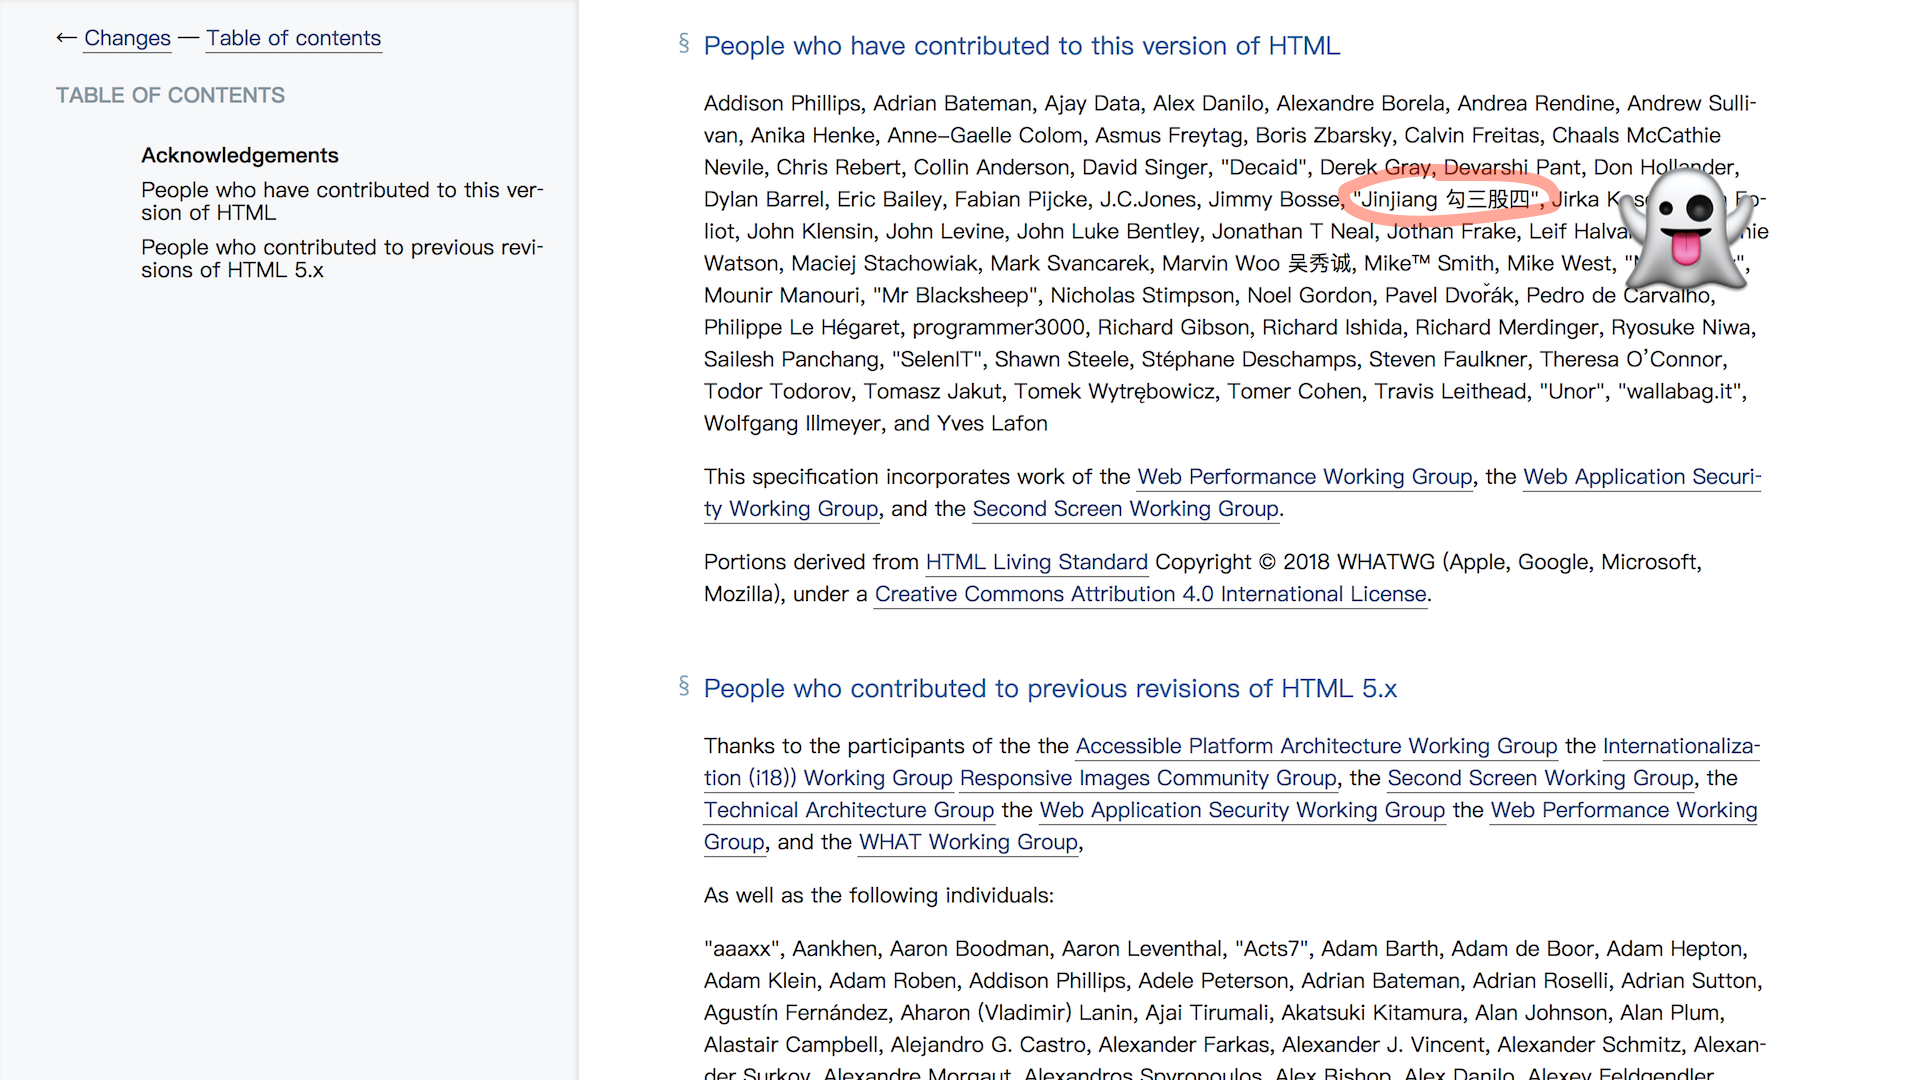 ← Changes — Table of contents
TABLE OF CONTENTS
Acknowledgements
People who have contributed to this ver-
sion of HTML
People who contributed to previous revi-
sions of HTML 5.x
§ People who have contributed to this version of HTML
Addison Phillips, Adrian Bateman, Ajay Data, Alex Danilo, Alexandre Borela, Andrea Rendine, Andrew Sulli-
van, Anika Henke, Anne-Gaelle Colom, Asmus Freytag, Boris Zbarsky, Calvin Freitas, Chaals McCathie
Nevile, Chris Rebert, Collin Anderson, David Singer, "Decaid", Derek Gray, Devarshi Pant, Don Hollander,
Dylan Barrel, Eric Bailey, Fabian Pijcke, J.C.Jones, Jimmy Bosse, "Jinjiang 勾三股四", Jirka
liot, John Klensin, John Levine, John Luke Bentley, Jonathan T Neal, Jothan Frake, Leif
Watson, Maciej Stachowiak, Mark Svancarek, Marvin Woo 吴秀诚, Mike™ Smith, Mike West,
Mounir Manouri, "Mr Blacksheep", Nicholas Stimpson, Noel Gordon, Pavel Dvořák, Pedro de Carvalho,
Philippe Le Hégaret, programmer3000, Richard Gibson, Richard Ishida, Richard Merdinger, Ryosuke Niwa,
Sailesh Panchang, "SelenIT", Shawn Steele, Stéphane Deschamps, Steven Faulkner, Theresa O’Connor,
Todor Todorov, Tomasz Jakut, Tomek Wytrębowicz, Tomer Cohen, Travis Leithead, "Unor", "wallabag.it",
Wolfgang Illmeyer, and Yves Lafon
This specification incorporates work of the Web Performance Working Group, the Web Application Securi-
ty Working Group, and the Second Screen Working Group.
Portions derived from HTML Living Standard Copyright © 2018 WHATWG (Apple, Google, Microsoft,
Mozilla), under a Creative Commons Attribution 4.0 International License.
§ People who contributed to previous revisions of HTML 5.x
Thanks to the participants of the the Accessible Platform Architecture Working Group the Internationaliza-
tion (i18)) Working Group Responsive Images Community Group, the Second Screen Working Group, the
Technical Architecture Group the Web Application Security Working Group the Web Performance Working
Group, and the WHAT Working Group,
As well as the following individuals:
"aaaxx", Aankhen, Aaron Boodman, Aaron Leventhal, "Acts7", Adam Barth, Adam de Boor, Adam Hepton,
Adam Klein, Adam Roben, Addison Phillips, Adele Peterson, Adrian Bateman, Adrian Roselli, Adrian Sutton,
Agustín Fernández, Aharon (Vladimir) Lanin, Ajai Tirumali, Akatsuki Kitamura, Alan Johnson, Alan Plum,
Alastair Campbell, Alejandro G. Castro, Alexander Farkas, Alexander J. Vincent, Alexander Schmitz, Alexan-
der Surkov, Alexandre Morgaut, Alexandros Spyropoulos, Alex Bishop, Alex Danilo, Alexey Feldgendler